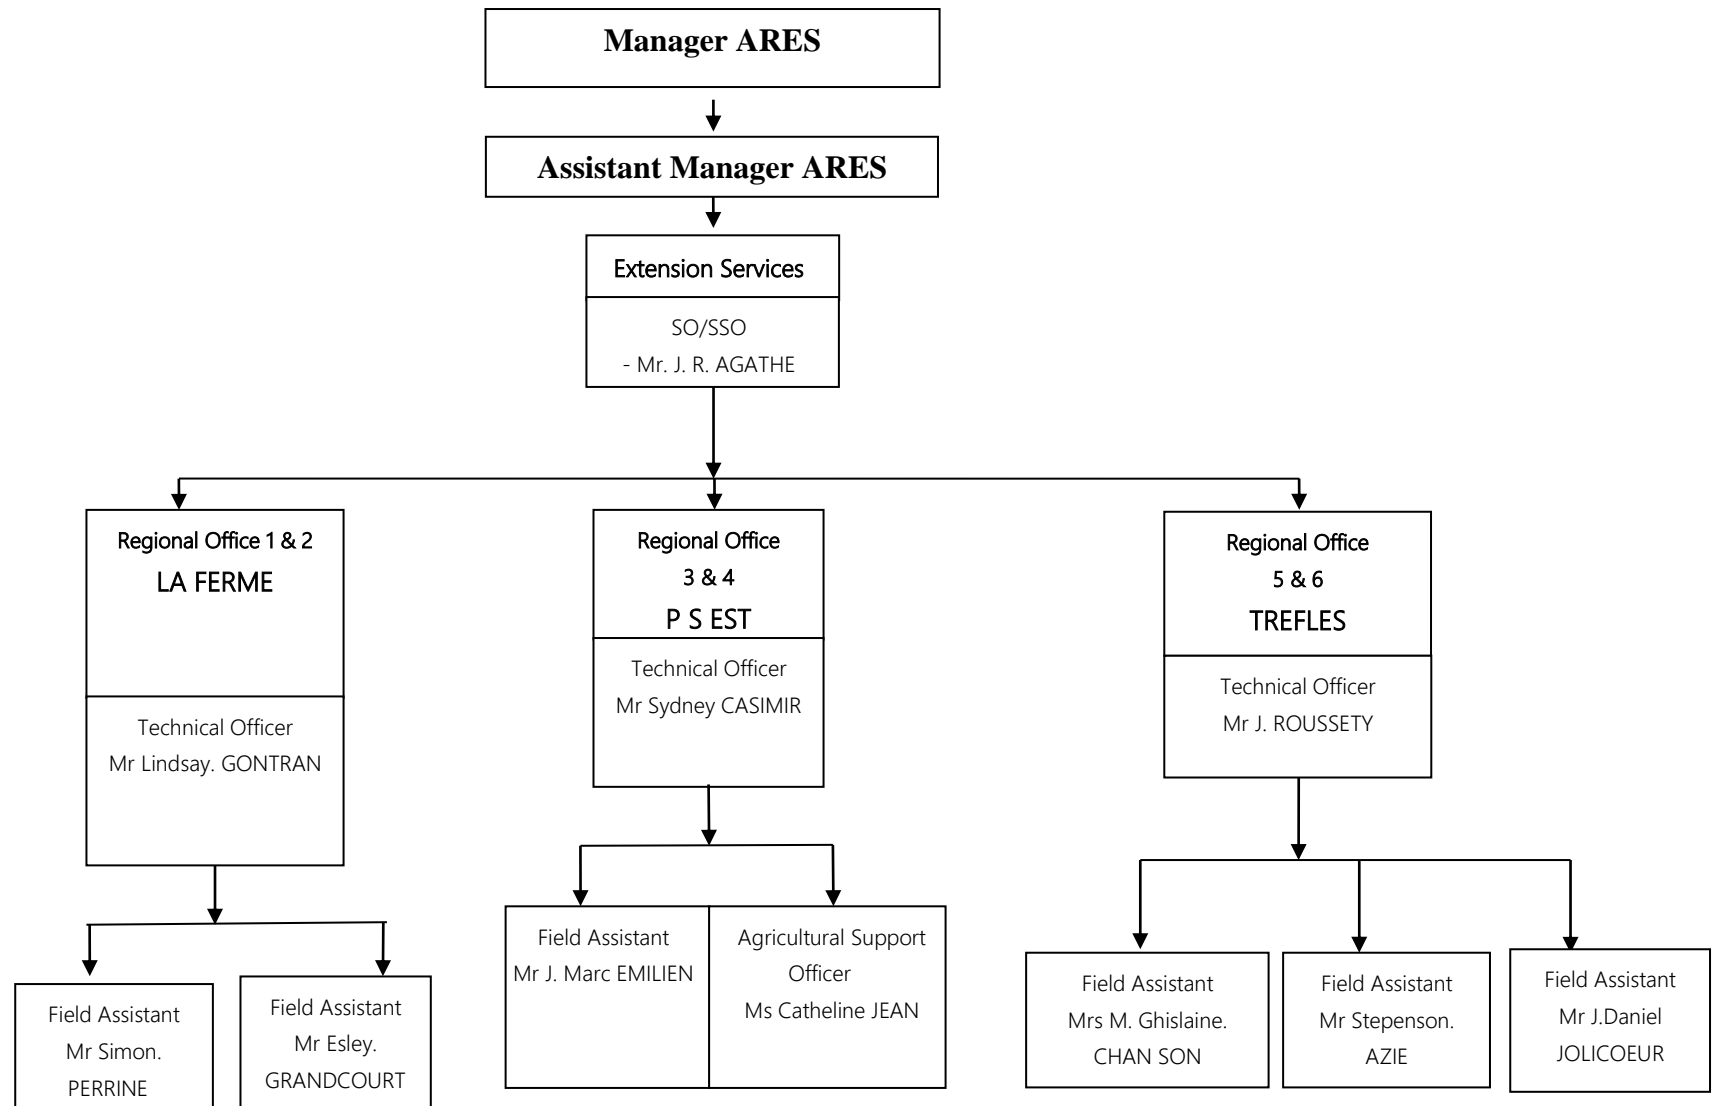 Manager ARES
Assistant Manager ARES
Extension Services
SO/SSO
- Mr. J. R. AGATHE
Regional Office 1 & 2
LA FERME
Technical Officer
Mr Lindsay. GONTRAN
Regional Office
3 & 4
P S EST
Technical Officer
Mr Sydney CASIMIR
Regional Office
5 & 6
TREFLES
Technical Officer
Mr J. ROUSSETY
Field Assistant
Mr Simon.
PERRINE
Field Assistant
Mr Esley.
GRANDCOURT
Field Assistant
Mr J. Marc EMILIEN
Agricultural Support
Officer
Ms Catheline JEAN
Field Assistant
Mrs M. Ghislaine.
CHAN SON
Field Assistant
Mr Stepenson.
AZIE
Field Assistant
Mr J.Daniel
JOLICOEUR